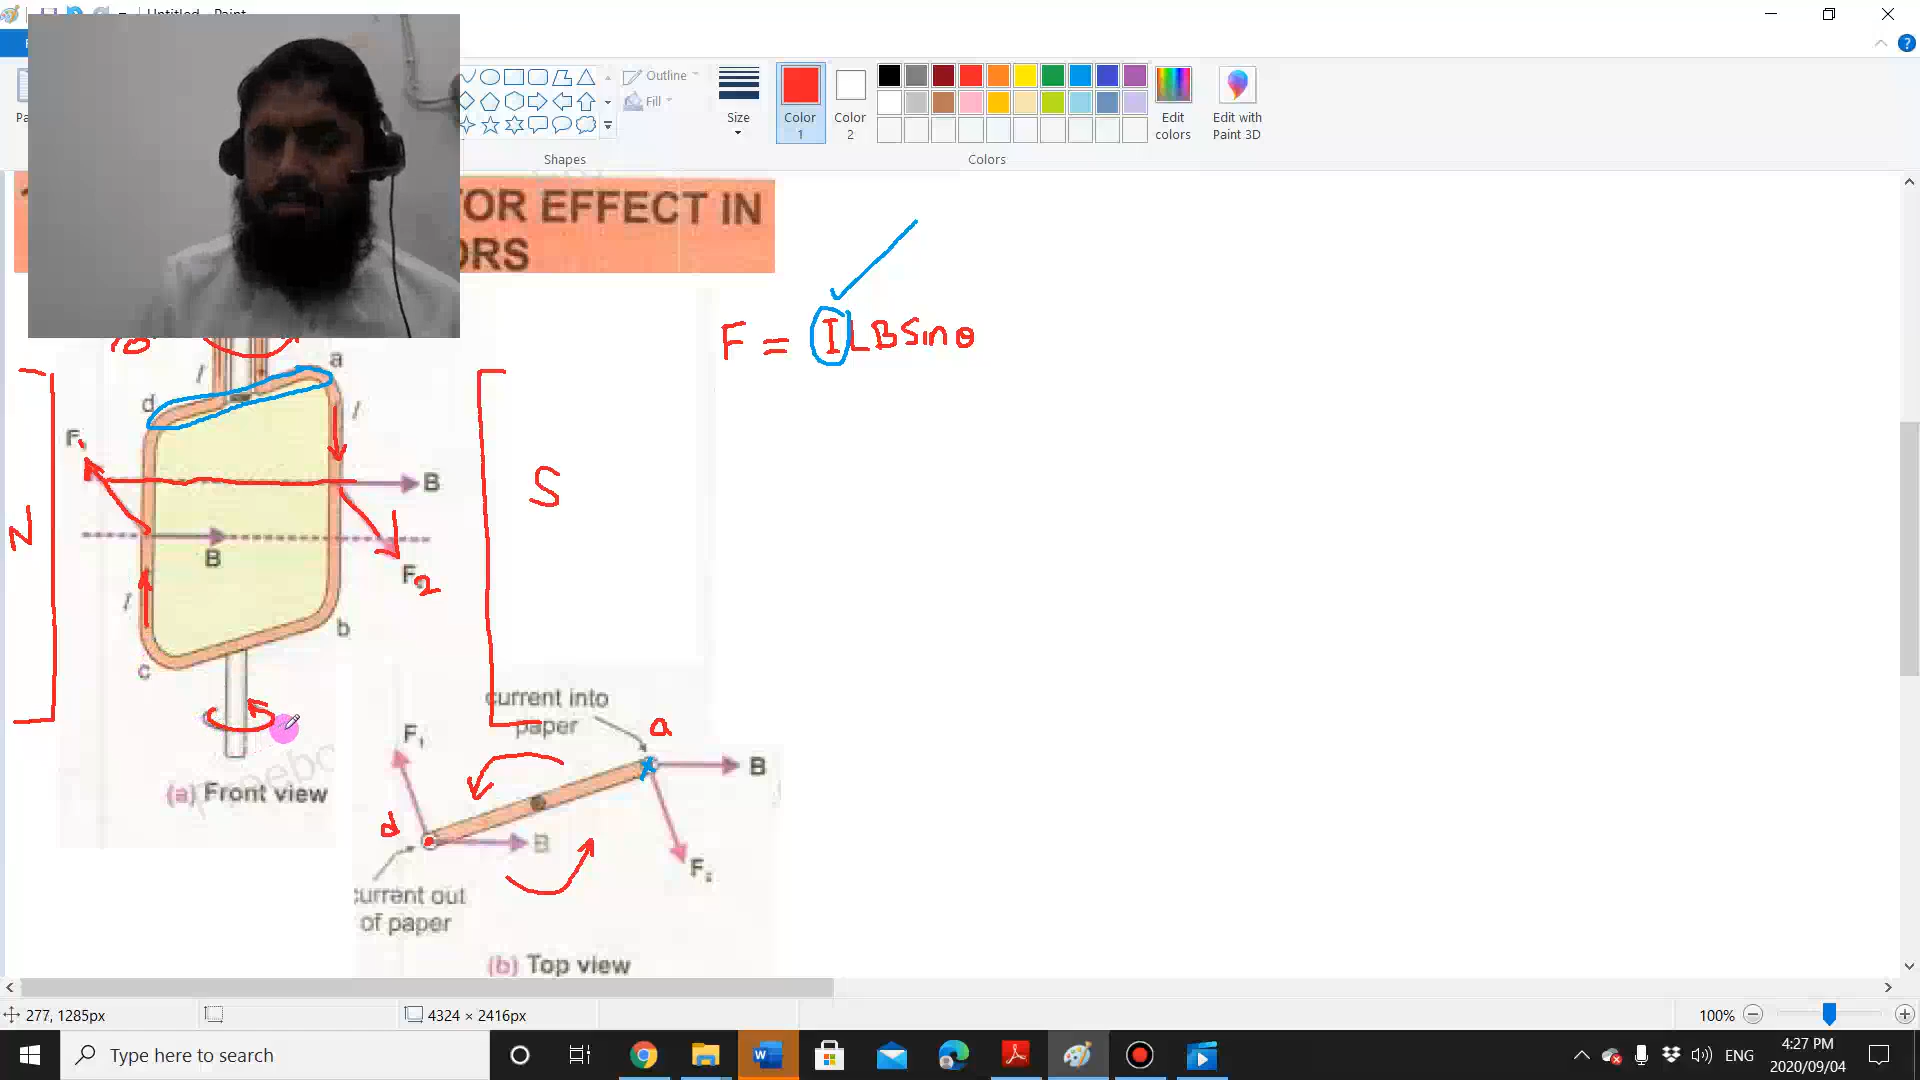 Untitled - Paint
Outline
Fill
Size
Color
1
Color
2
Edit
colors
Edit with
Paint 3D
Shapes
Colors
TOR EFFECT IN
ORS
F = ILBSinθ
a
l
d
I
F1
B
S
N
B
F2
I
b
c
current into
paper
a
F1
B
(a) Front view
d
B
F2
current out
of paper
(b) Top view
277, 1285px
4324 × 2416px
100%
Type here to search
ENG
4:27 PM
2020/09/04